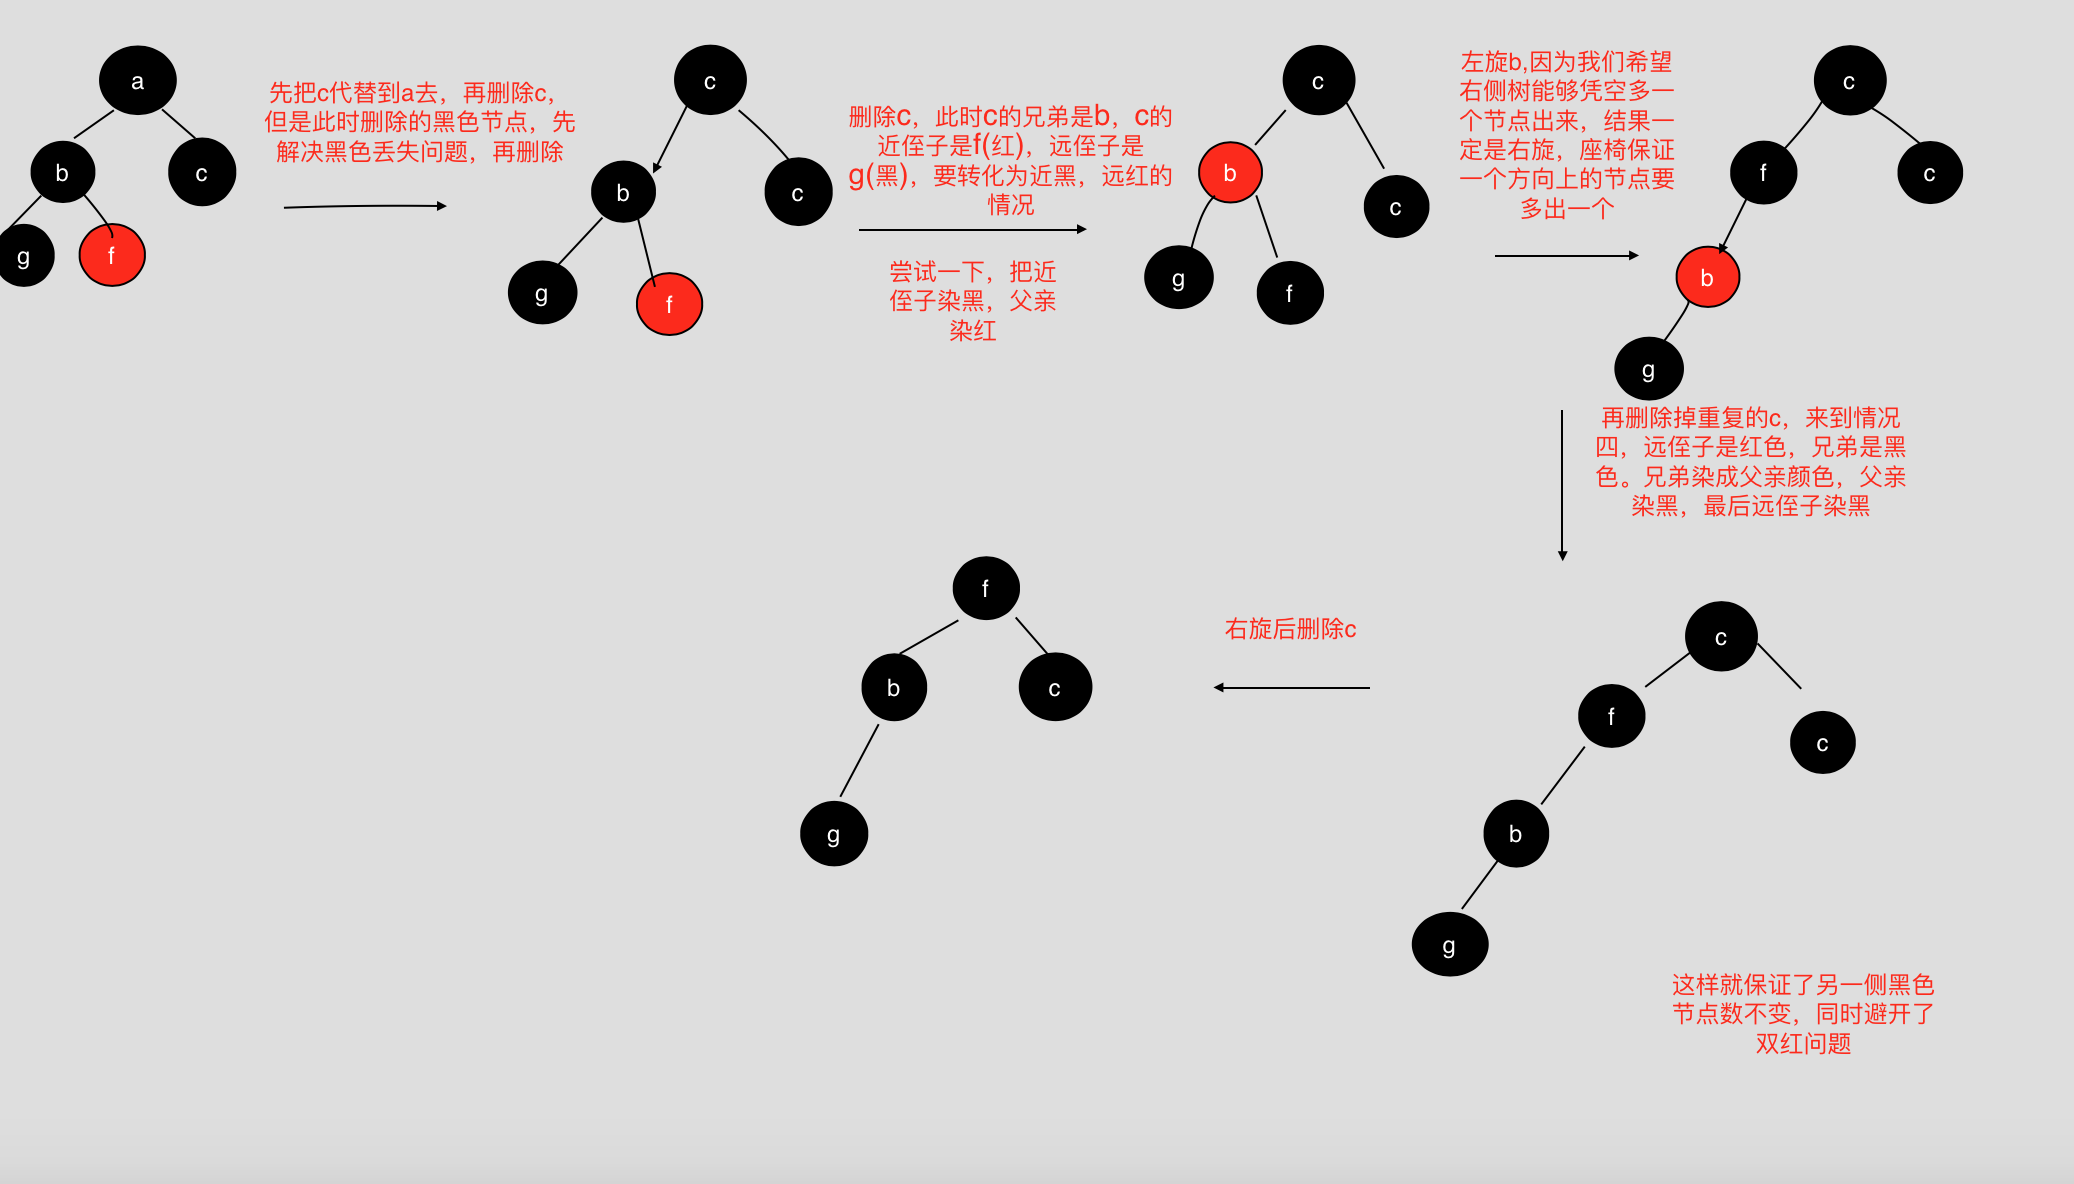 a
b
c
g
f
先把c代替到a去，再删除c，
但是此时删除的黑色节点，先
解决黑色丢失问题，再删除
c
b
c
g
f
删除c，此时c的兄弟是b，c的
近侄子是f(红)，远侄子是
g(黑)，要转化为近黑，远红的
情况
尝试一下，把近
侄子染黑，父亲
染红
c
b
c
g
f
左旋b,因为我们希望
右侧树能够凭空多一
个节点出来，结果一
定是右旋，座椅保证
一个方向上的节点要
多出一个
c
f
c
b
g
再删除掉重复的c，来到情况
四，远侄子是红色，兄弟是黑
色。兄弟染成父亲颜色，父亲
染黑，最后远侄子染黑
c
f
c
b
g
这样就保证了另一侧黑色
节点数不变，同时避开了
双红问题
右旋后删除c
f
b
c
g